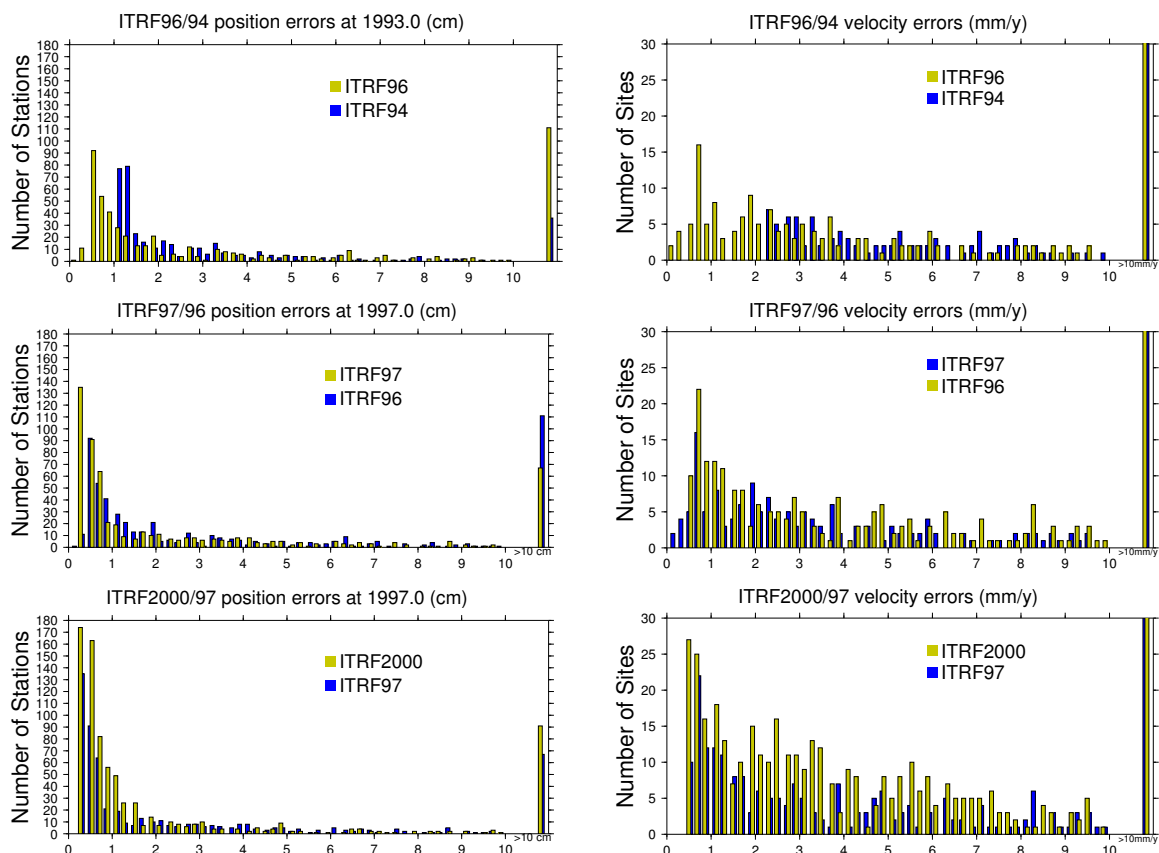 ITRF96/94 position errors at 1993.0 (cm)
Number of Stations
180
170
160
150
140
130
120
110
100
90
80
70
60
50
40
30
20
10
0
ITRF96
ITRF94
0 1 2 3 4 5 6 7 8 9 10
ITRF96/94 velocity errors (mm/y)
Number of Sites
30
25
20
15
10
5
0
ITRF96
ITRF94
0 1 2 3 4 5 6 7 8 9 10
>10mm/y
ITRF97/96 position errors at 1997.0 (cm)
Number of Stations
180
170
160
150
140
130
120
110
100
90
80
70
60
50
40
30
20
10
0
ITRF97
ITRF96
0 1 2 3 4 5 6 7 8 9 10
>10 cm
ITRF97/96 velocity errors (mm/y)
Number of Sites
30
25
20
15
10
5
0
ITRF97
ITRF96
0 1 2 3 4 5 6 7 8 9 10
>10mm/y
ITRF2000/97 position errors at 1997.0 (cm)
Number of Stations
180
170
160
150
140
130
120
110
100
90
80
70
60
50
40
30
20
10
0
ITRF2000
ITRF97
0 1 2 3 4 5 6 7 8 9 10
>10 cm
ITRF2000/97 velocity errors (mm/y)
Number of Sites
30
25
20
15
10
5
0
ITRF2000
ITRF97
0 1 2 3 4 5 6 7 8 9 10
>10mm/y